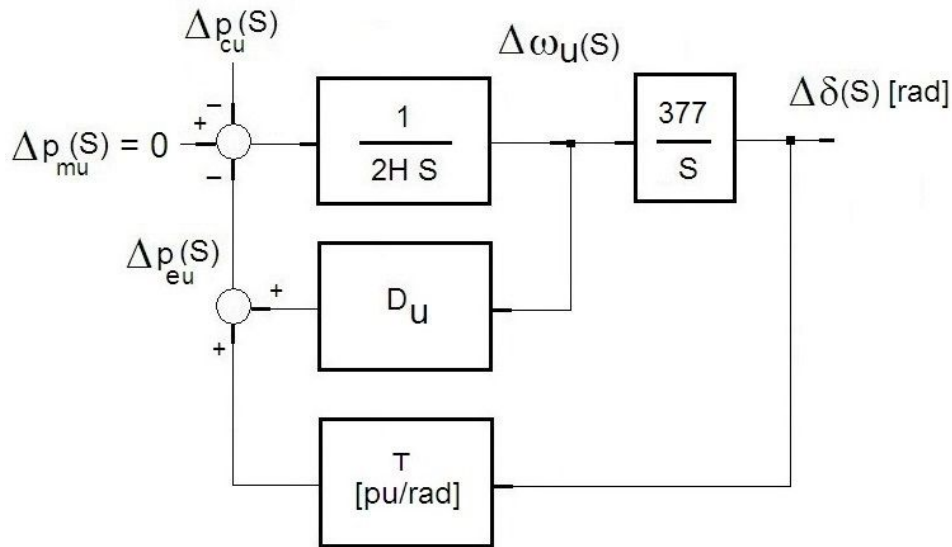 Δp_cu(S)
Δω_u(S)
Δδ(S) [rad]
Δp_mu(S) = 0
−
+
−
1
2H S
377
S
Δp_eu(S)
+
+
D_u
T
[pu/rad]